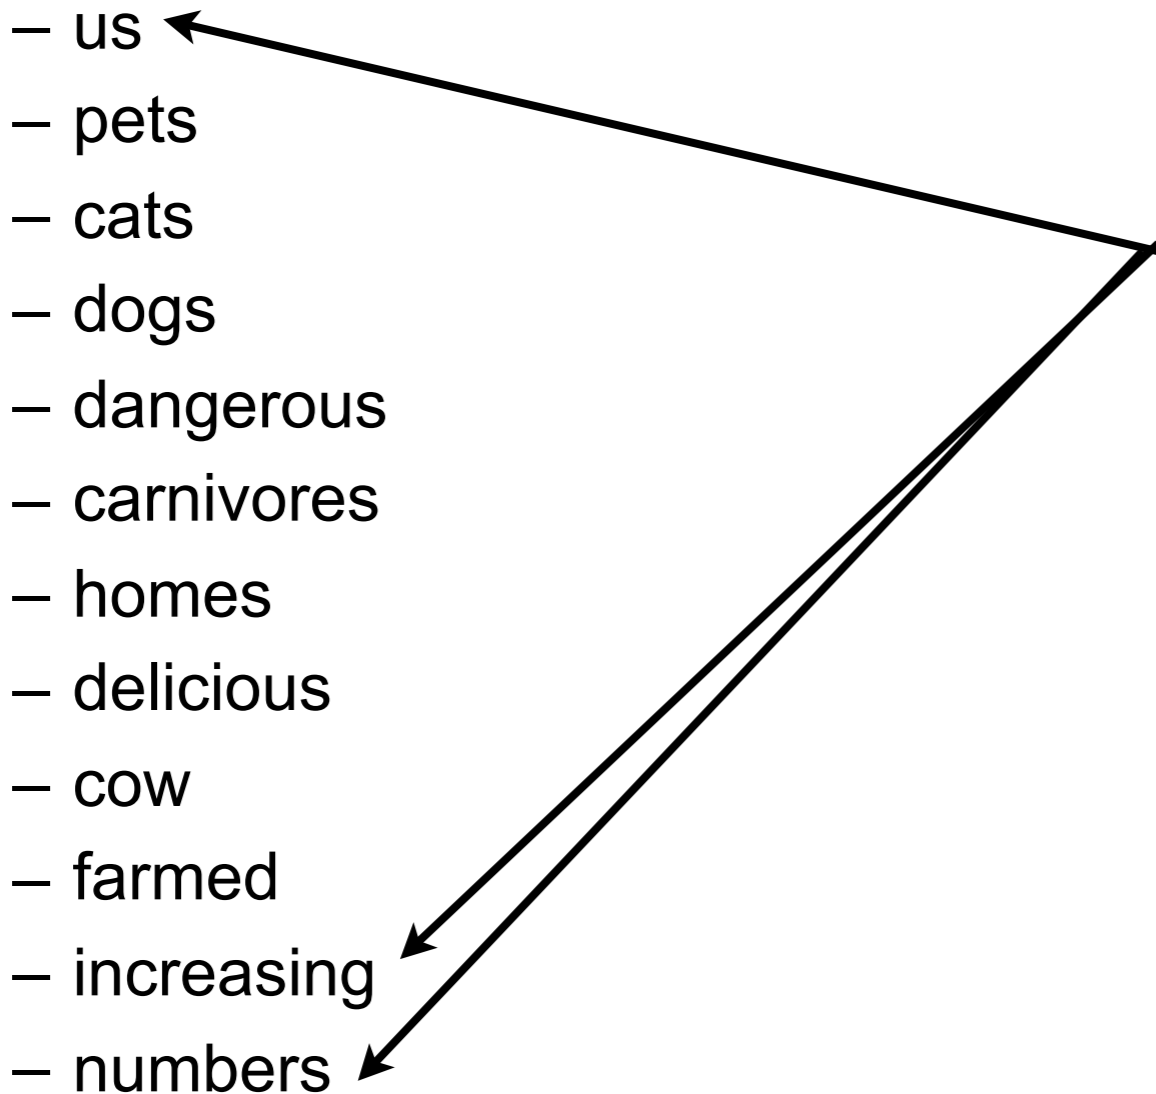 – us
– pets
– cats
– dogs
– dangerous
– carnivores
– homes
– delicious
– cow
– farmed
– increasing
– numbers